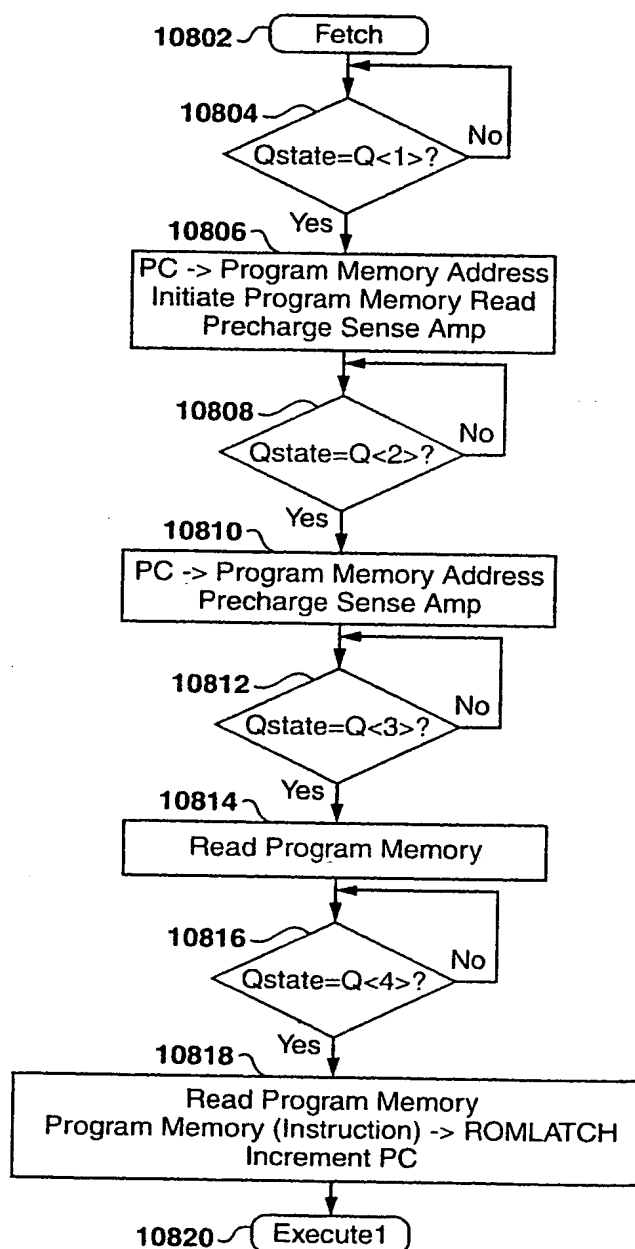 10802 Fetch
10804
Qstate=Q<1>?
No
Yes
10806
PC -> Program Memory Address
Initiate Program Memory Read
Precharge Sense Amp
10808
Qstate=Q<2>?
No
Yes
10810
PC -> Program Memory Address
Precharge Sense Amp
10812
Qstate=Q<3>?
No
Yes
10814
Read Program Memory
10816
Qstate=Q<4>?
No
Yes
10818
Read Program Memory
Program Memory (Instruction) -> ROMLATCH
Increment PC
10820 Execute1